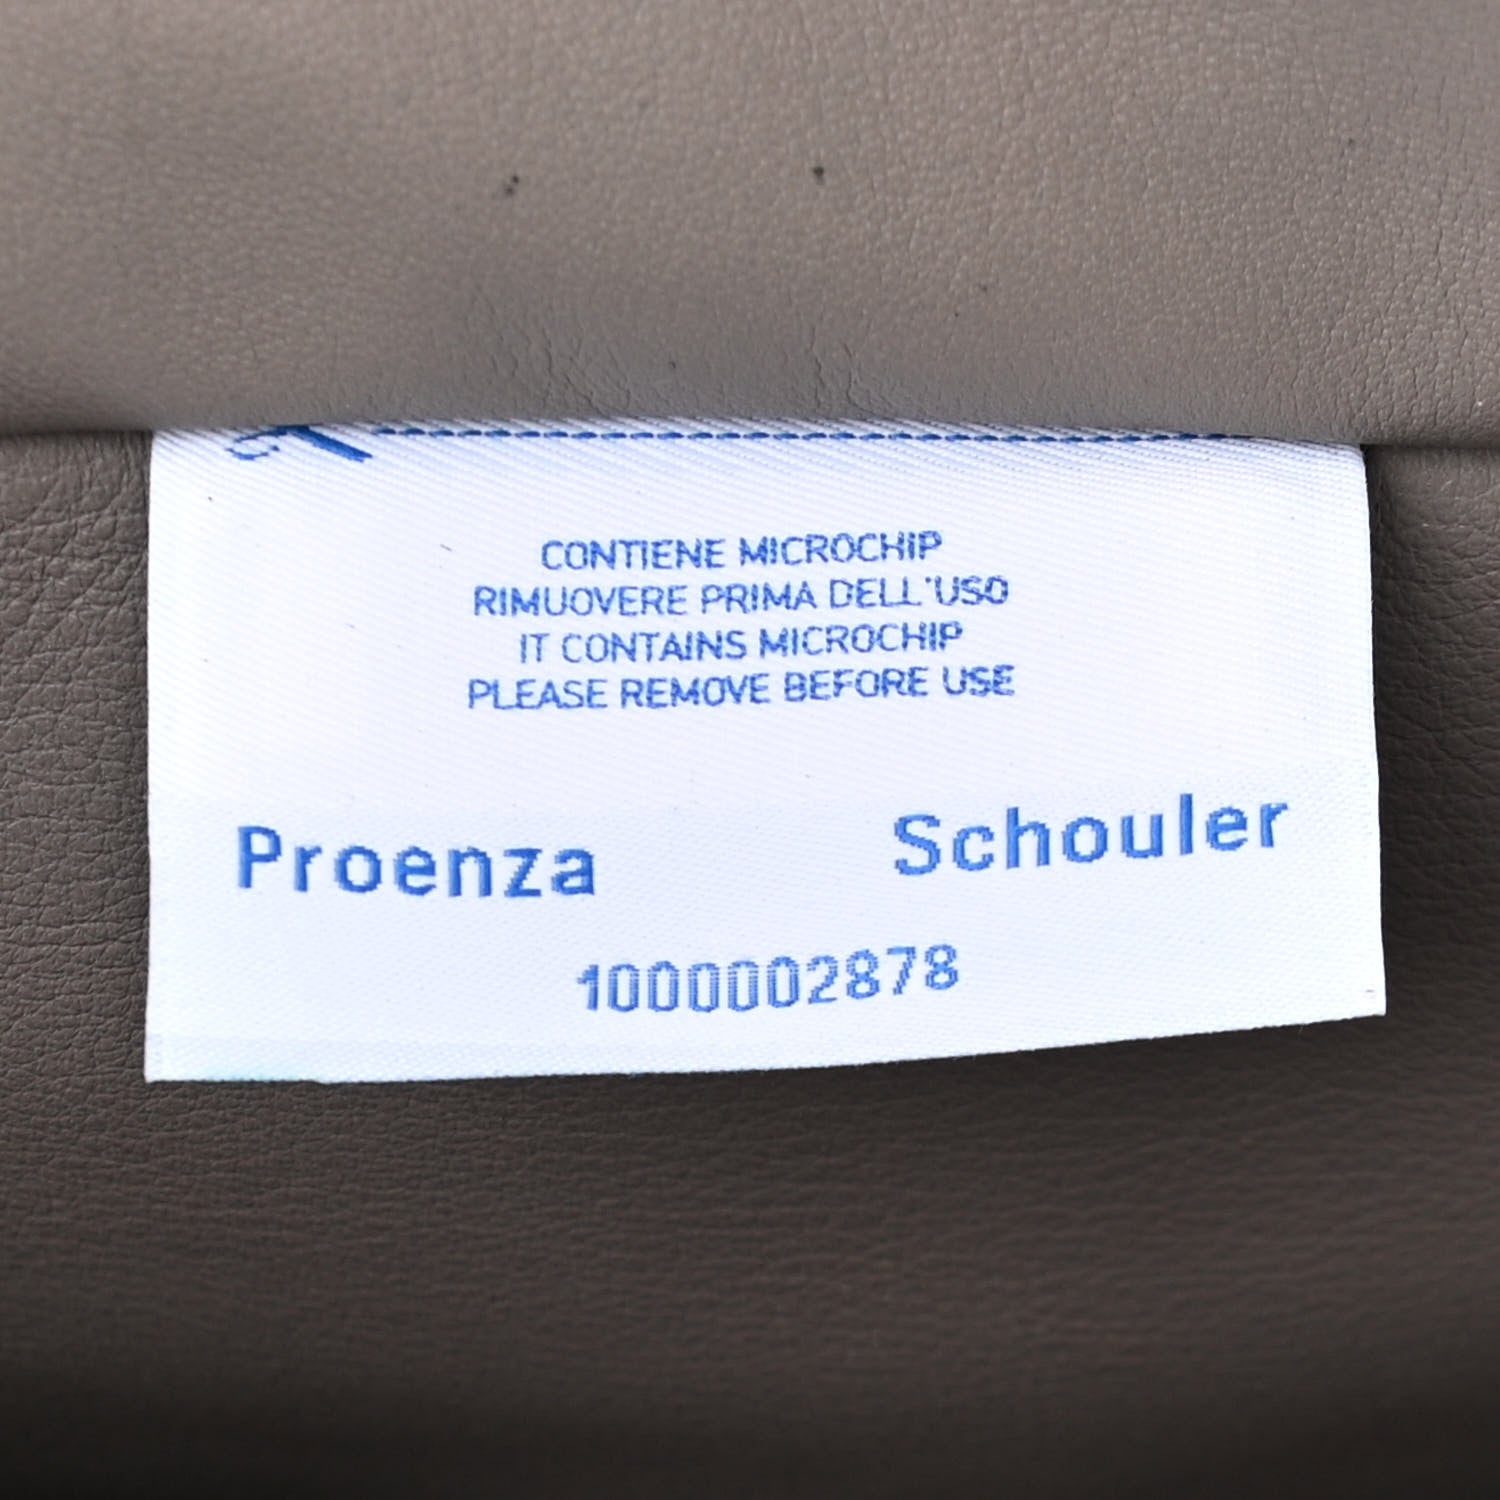 CONTIENE MICROCHIP
RIMUOVERE PRIMA DELL'USO
IT CONTAINS MICROCHIP
PLEASE REMOVE BEFORE USE
Proenza Schouler
1000002878